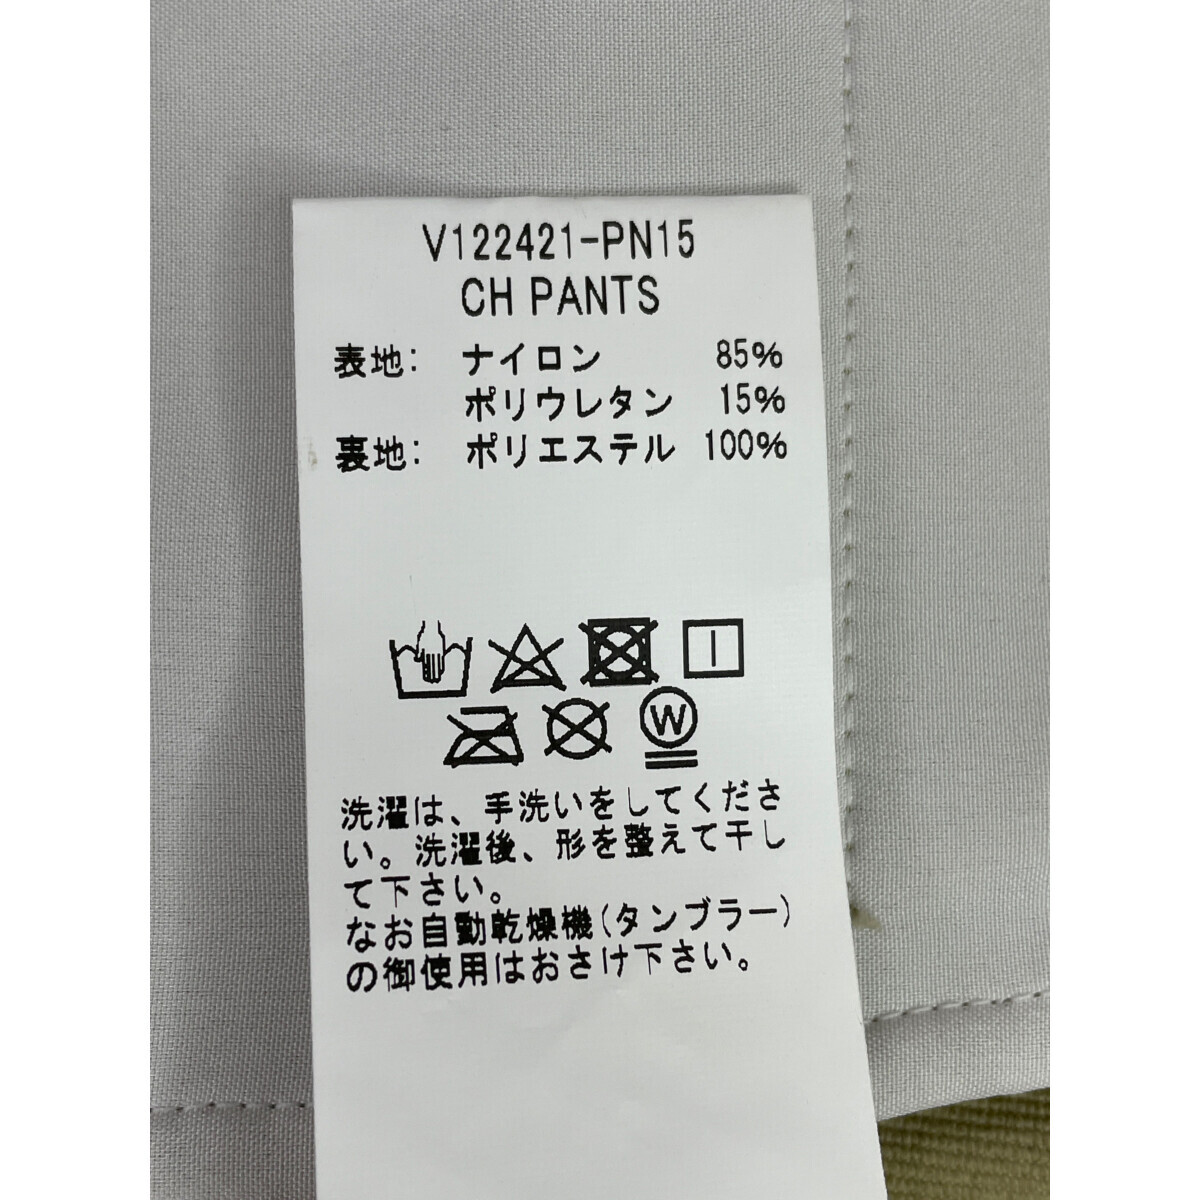 V122421-PN15
CH PANTS
表地: ナイロン 85%
ポリウレタン 15%
裏地: ポリエステル 100%
W
洗濯は、手洗いをしてくださ
い。洗濯後、形を整えて干し
て下さい。
なお自動乾燥機(タンブラー)
の御使用はおさけ下さい。